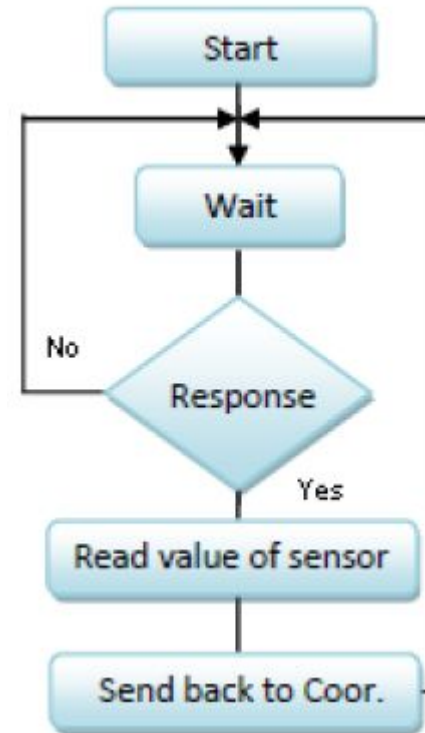 Start
Wait
No
Response
Yes
Read value of sensor
Send back to Coor.